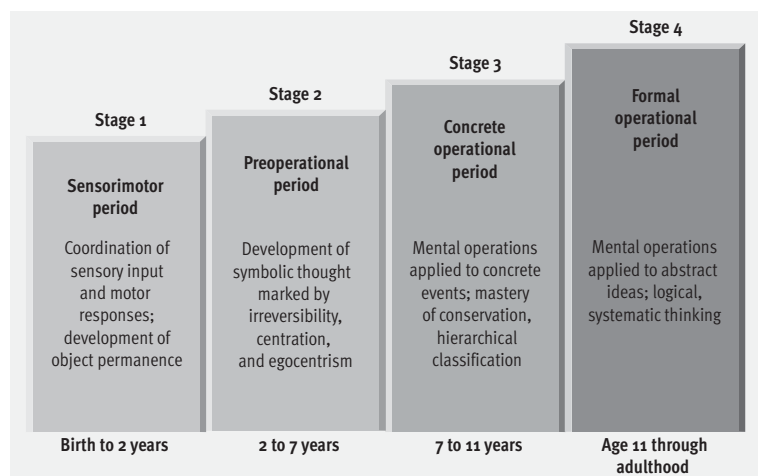 Stage 1
Sensorimotor
period
Coordination of
sensory input
and motor
responses;
development of
object permanence
Birth to 2 years
Stage 2
Preoperational
period
Development of
symbolic thought
marked by
irreversibility,
centration,
and egocentrism
2 to 7 years
Stage 3
Concrete
operational
period
Mental operations
applied to concrete
events; mastery
of conservation,
hierarchical
classification
7 to 11 years
Stage 4
Formal
operational
period
Mental operations
applied to abstract
ideas; logical,
systematic thinking
Age 11 through
adulthood